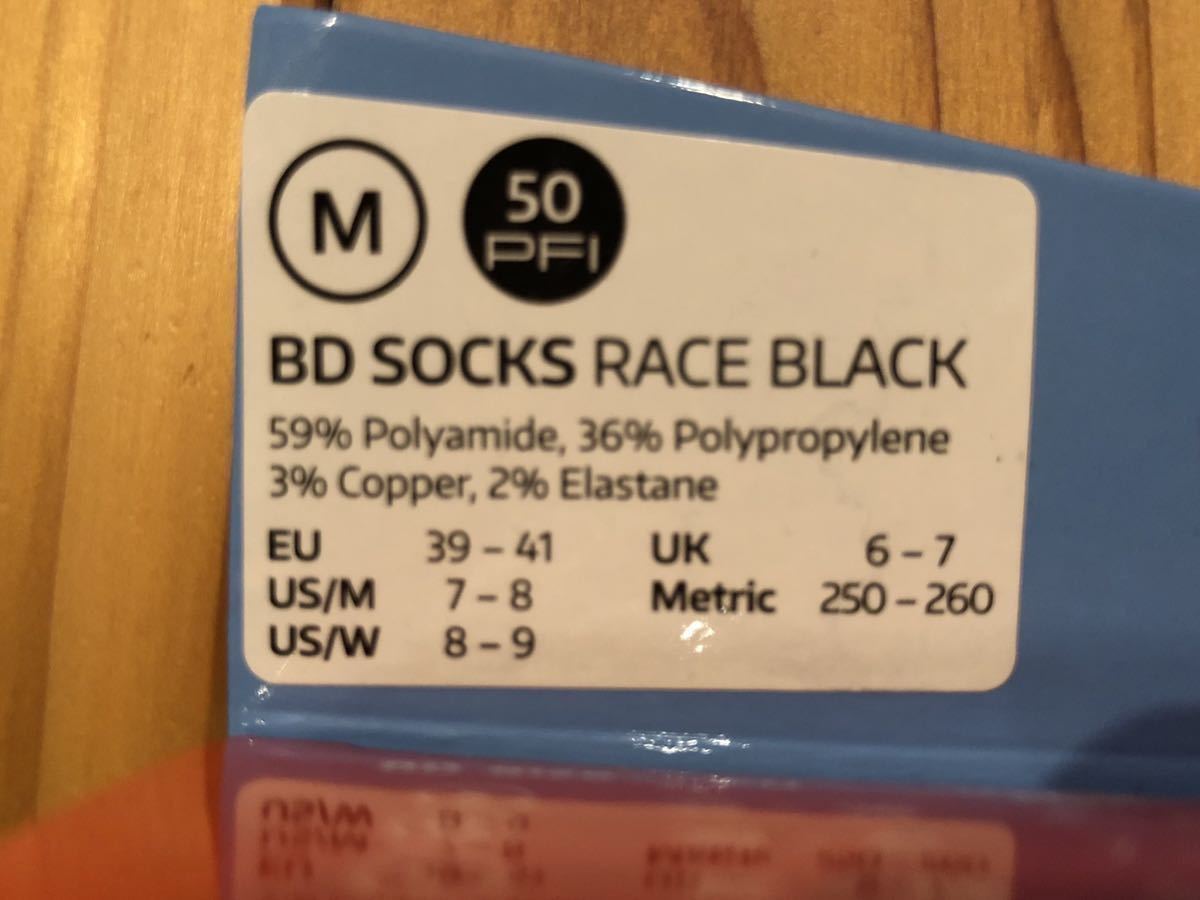 M
50
PFI
BD SOCKS RACE BLACK
59% Polyamide, 36% Polypropylene
3% Copper, 2% Elastane
EU 39 – 41 UK 6 – 7
US/M 7 – 8 Metric 250 – 260
US/W 8 – 9